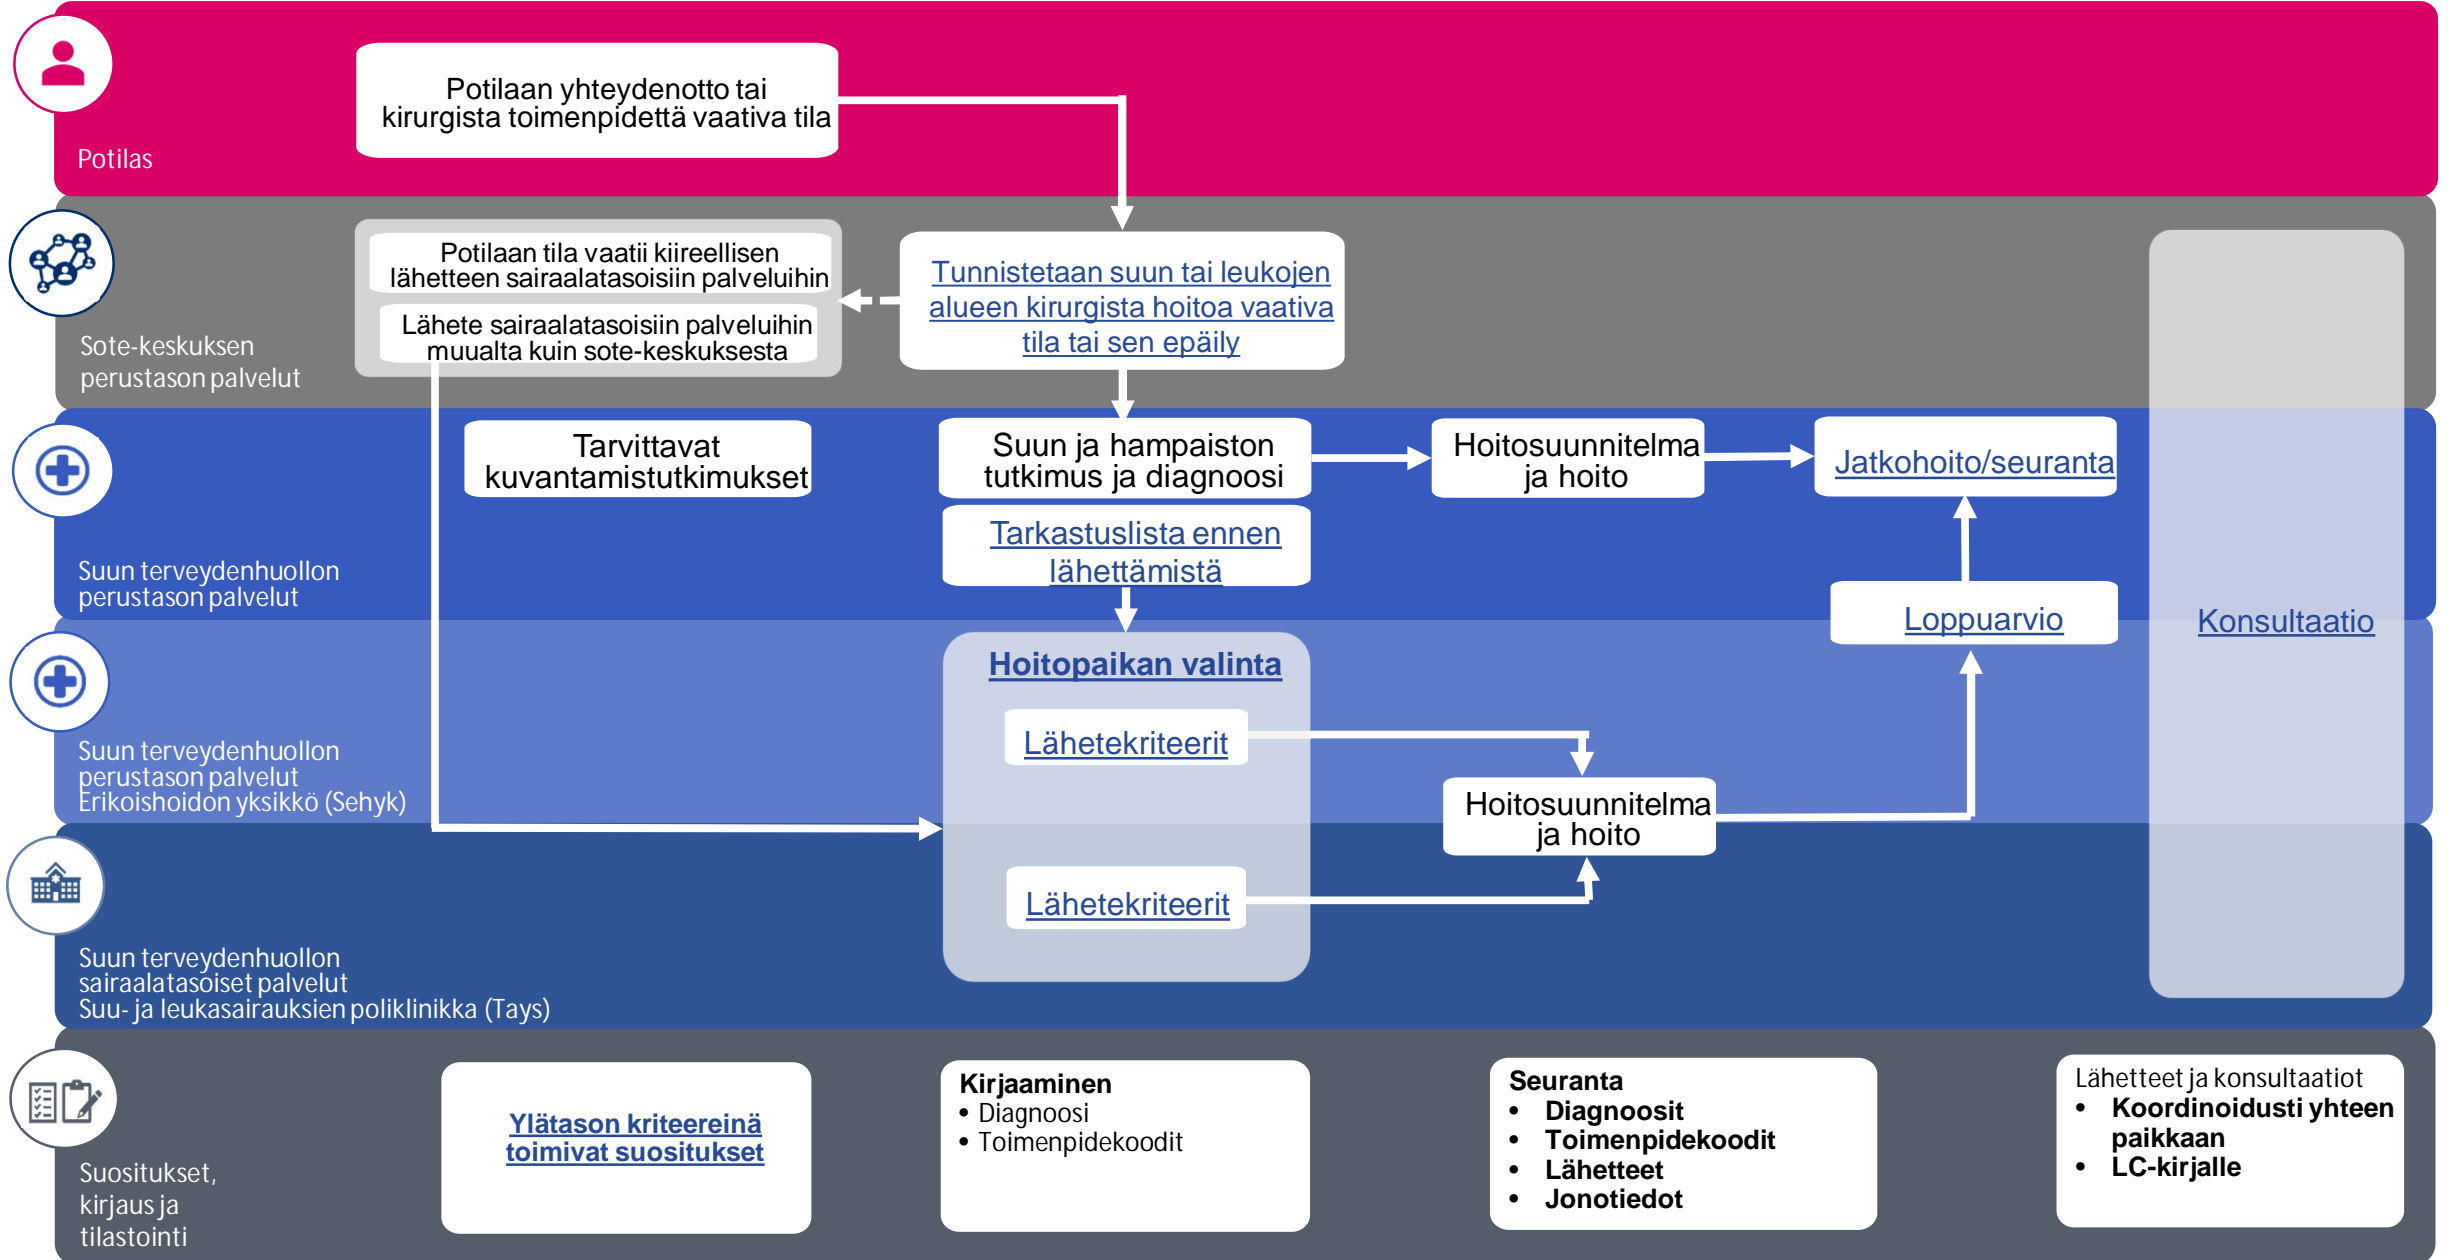 Potilaan yhteydenotto tai
kirurgista toimenpidettä vaativa tila
Potilas
Potilaan tila vaatii kiireellisen
lähetteen sairaalatasoisiin palveluihin
Lähete sairaalatasoisiin palveluihin
muualta kuin sote-keskuksesta
Tunnistetaan suun tai leukojen
alueen kirurgista hoitoa vaativa
tila tai sen epäily
Sote-keskuksen
perustason palvelut
Tarvittavat
kuvantamistutkimukset
Suun ja hampaiston
tutkimus ja diagnoosi
Hoitosuunnitelma
ja hoito
Jatkohoito/seuranta
Tarkastuslista ennen
lähettämistä
Suun terveydenhuollon
perustason palvelut
Loppuarvio
Konsultaatio
Hoitopaikan valinta
Lähetekriteerit
Suun terveydenhuollon
perustason palvelut
Erikoishoidon yksikkö (Sehyk)
Hoitosuunnitelma
ja hoito
Lähetekriteerit
Suun terveydenhuollon
sairaalatasoiset palvelut
Suu- ja leukasairauksien poliklinikka (Tays)
Ylätason kriteereinä
toimivat suositukset
Kirjaaminen
• Diagnoosi
• Toimenpidekoodit
Seuranta
• Diagnoosit
• Toimenpidekoodit
• Lähetteet
• Jonotiedot
Lähetteet ja konsultaatiot
• Koordinoidusti yhteen
paikkaan
• LC-kirjalle
Suositukset,
kirjaus ja
tilastointi